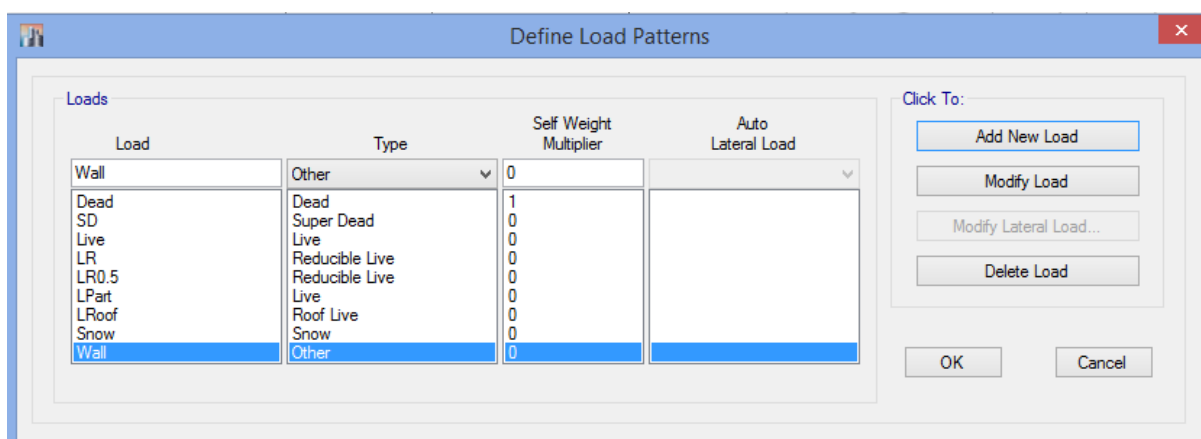 Define Load Patterns
Loads
Click To:
Load Type Self Weight Multiplier Auto Lateral Load
Wall Other 0
Dead Dead 1
SD Super Dead 0
Live Live 0
LR Reducible Live 0
LR0.5 Reducible Live 0
LPart Live 0
LRoof Roof Live 0
Snow Snow 0
Wall Other 0
Add New Load
Modify Load
Modify Lateral Load...
Delete Load
OK Cancel